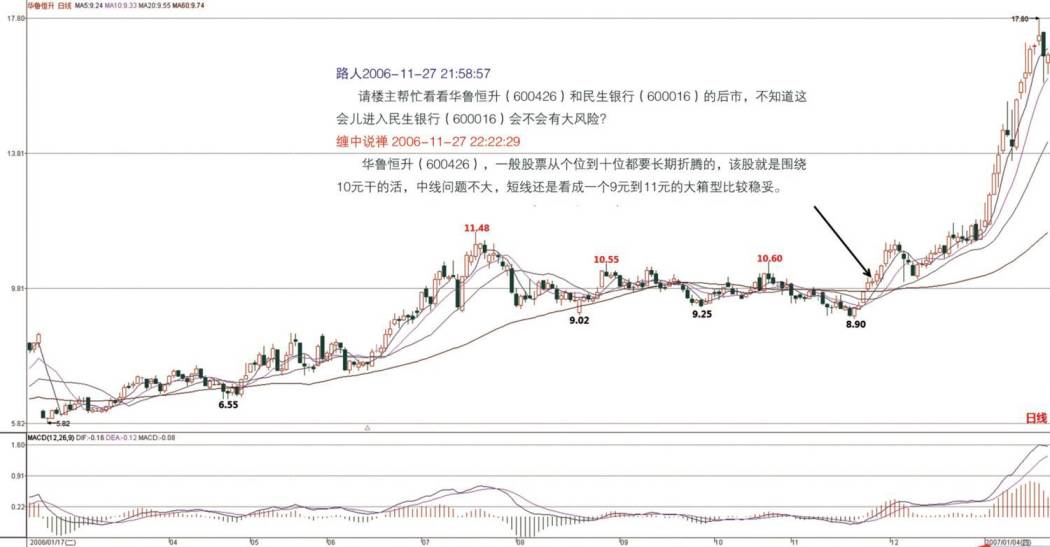 华鲁恒升 日线 MA5:9.24 MA10:9.33 MA20:9.55 MA60:9.74
17.80
17.80
路人2006-11-27 21:58:57
请楼主帮忙看看华鲁恒升（600426）和民生银行（600016）的后市，不知道这
会儿进入民生银行（600016）会不会有大风险？
缠中说禅 2006-11-27 22:22:29
华鲁恒升（600426），一般股票从个位到十位都要长期折腾的，该股就是围绕
10元干的活，中线问题不大，短线还是看成一个9元到11元的大箱型比较稳妥。
13.81
11.48
10.55
10.60
9.91
9.02
9.25
8.90
6.55
5.82
5.82
日线
MACD(12,26,9) DIF:-0.16 DEA:-0.12 MACD:-0.08
1.60
0.91
0.22
2006/01/17(二)
04
05
06
07
08
09
10
11
12
2007/01/04(四)